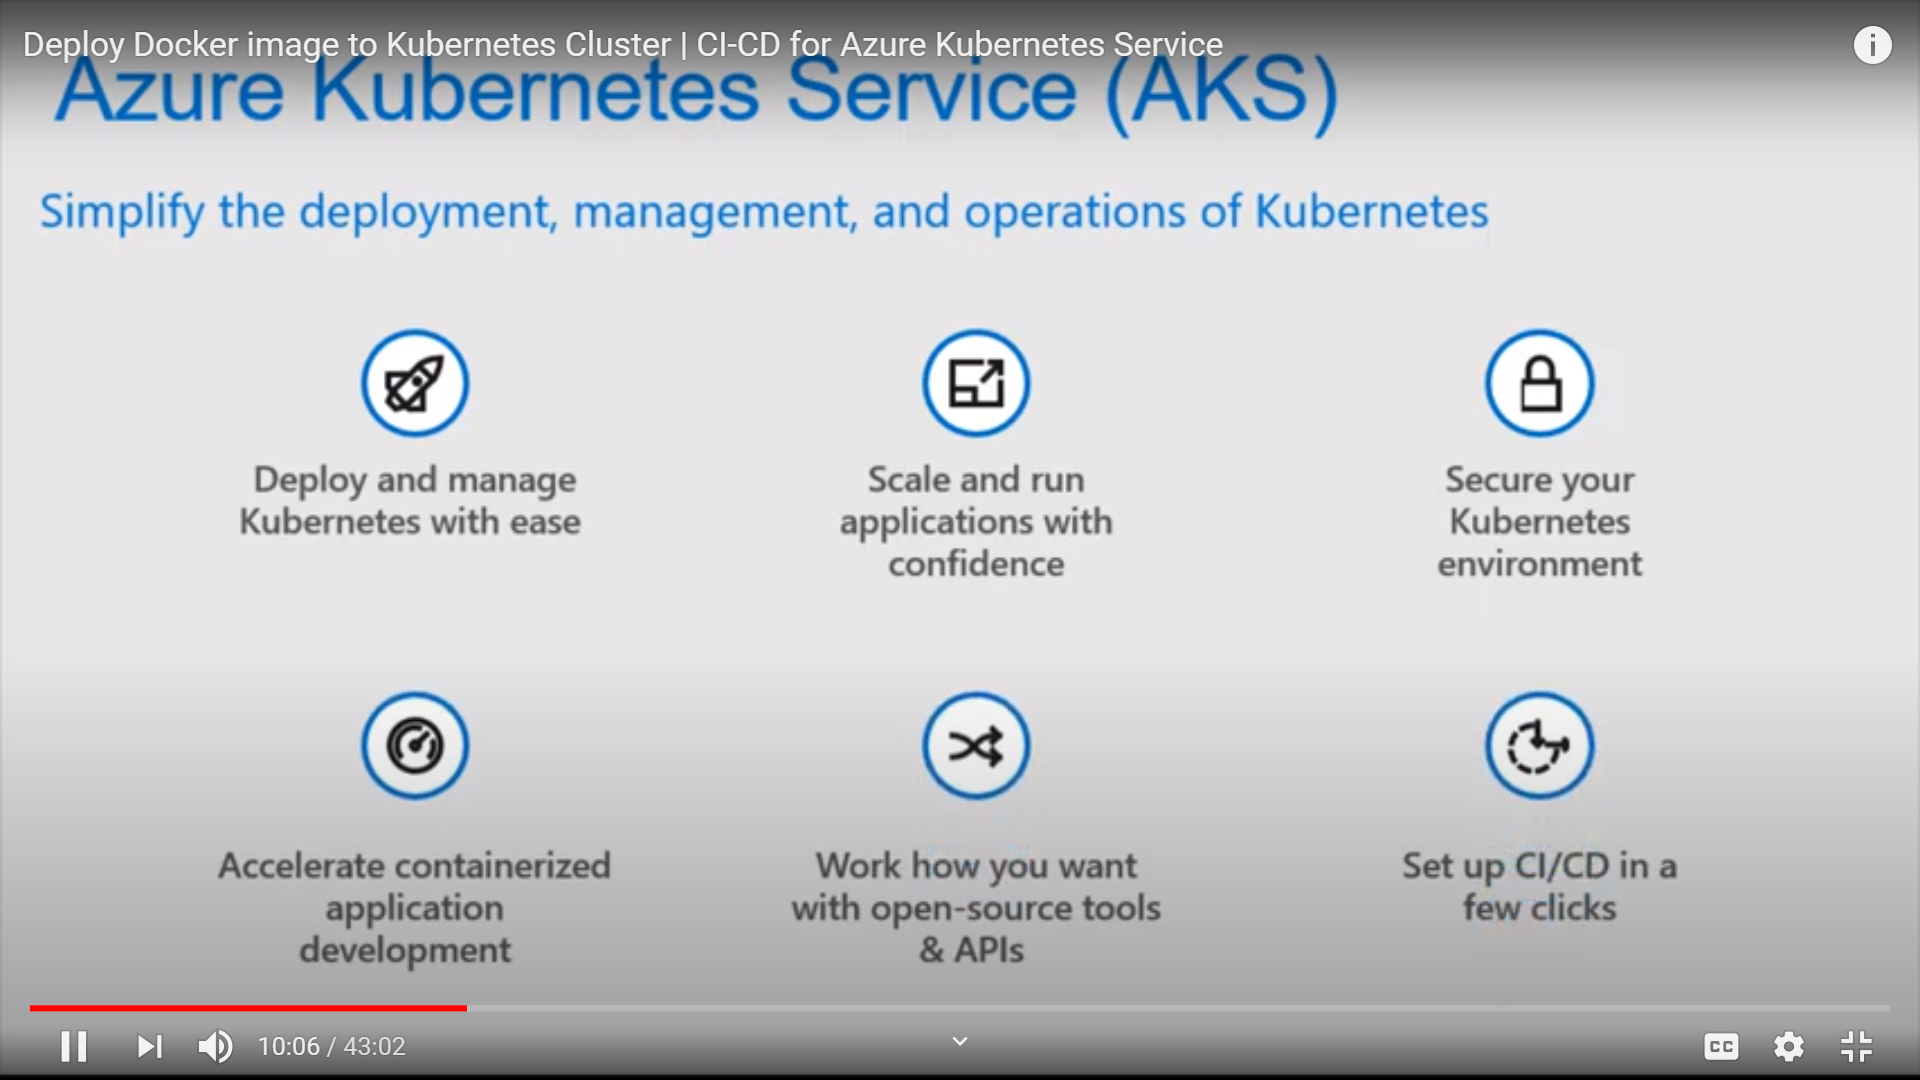 Deploy Docker image to Kubernetes Cluster | CI-CD for Azure Kubernetes Service
Azure Kubernetes Service (AKS)
Simplify the deployment, management, and operations of Kubernetes
Deploy and manage
Kubernetes with ease
Scale and run
applications with
confidence
Secure your
Kubernetes
environment
Accelerate containerized
application
development
Work how you want
with open-source tools
& APIs
Set up CI/CD in a
few clicks
10:06 / 43:02
CC